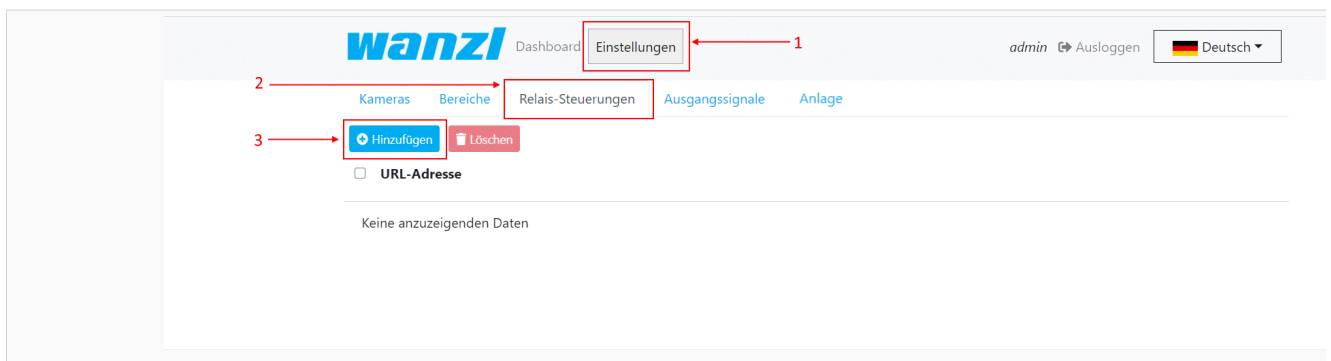 wanzl Dashboard Einstellungen 1 admin Ausloggen Deutsch
2
Kameras Bereiche Relais-Steuerungen Ausgangssignale Anlage
3 Hinzufügen Löschen
URL-Adresse
Keine anzuzeigenden Daten